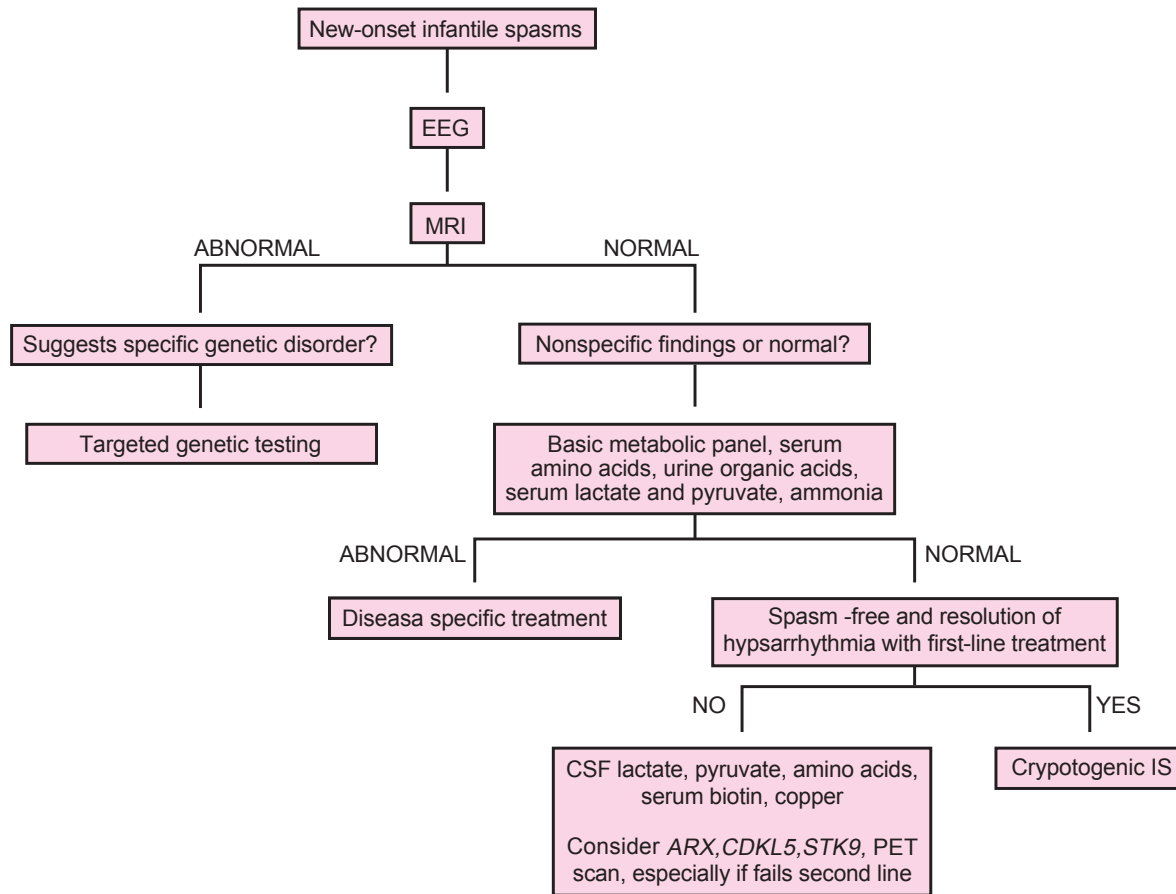 New-onset infantile spasms
EEG
MRI
ABNORMAL
NORMAL
Suggests specific genetic disorder?
Nonspecific findings or normal?
Targeted genetic testing
Basic metabolic panel, serum
amino acids, urine organic acids,
serum lactate and pyruvate, ammonia
ABNORMAL
NORMAL
Diseasa specific treatment
Spasm -free and resolution of
hypsarrhythmia with first-line treatment
NO
YES
CSF lactate, pyruvate, amino acids,
serum biotin, copper
Consider ARX,CDKL5,STK9, PET
scan, especially if fails second line
Crypotogenic IS